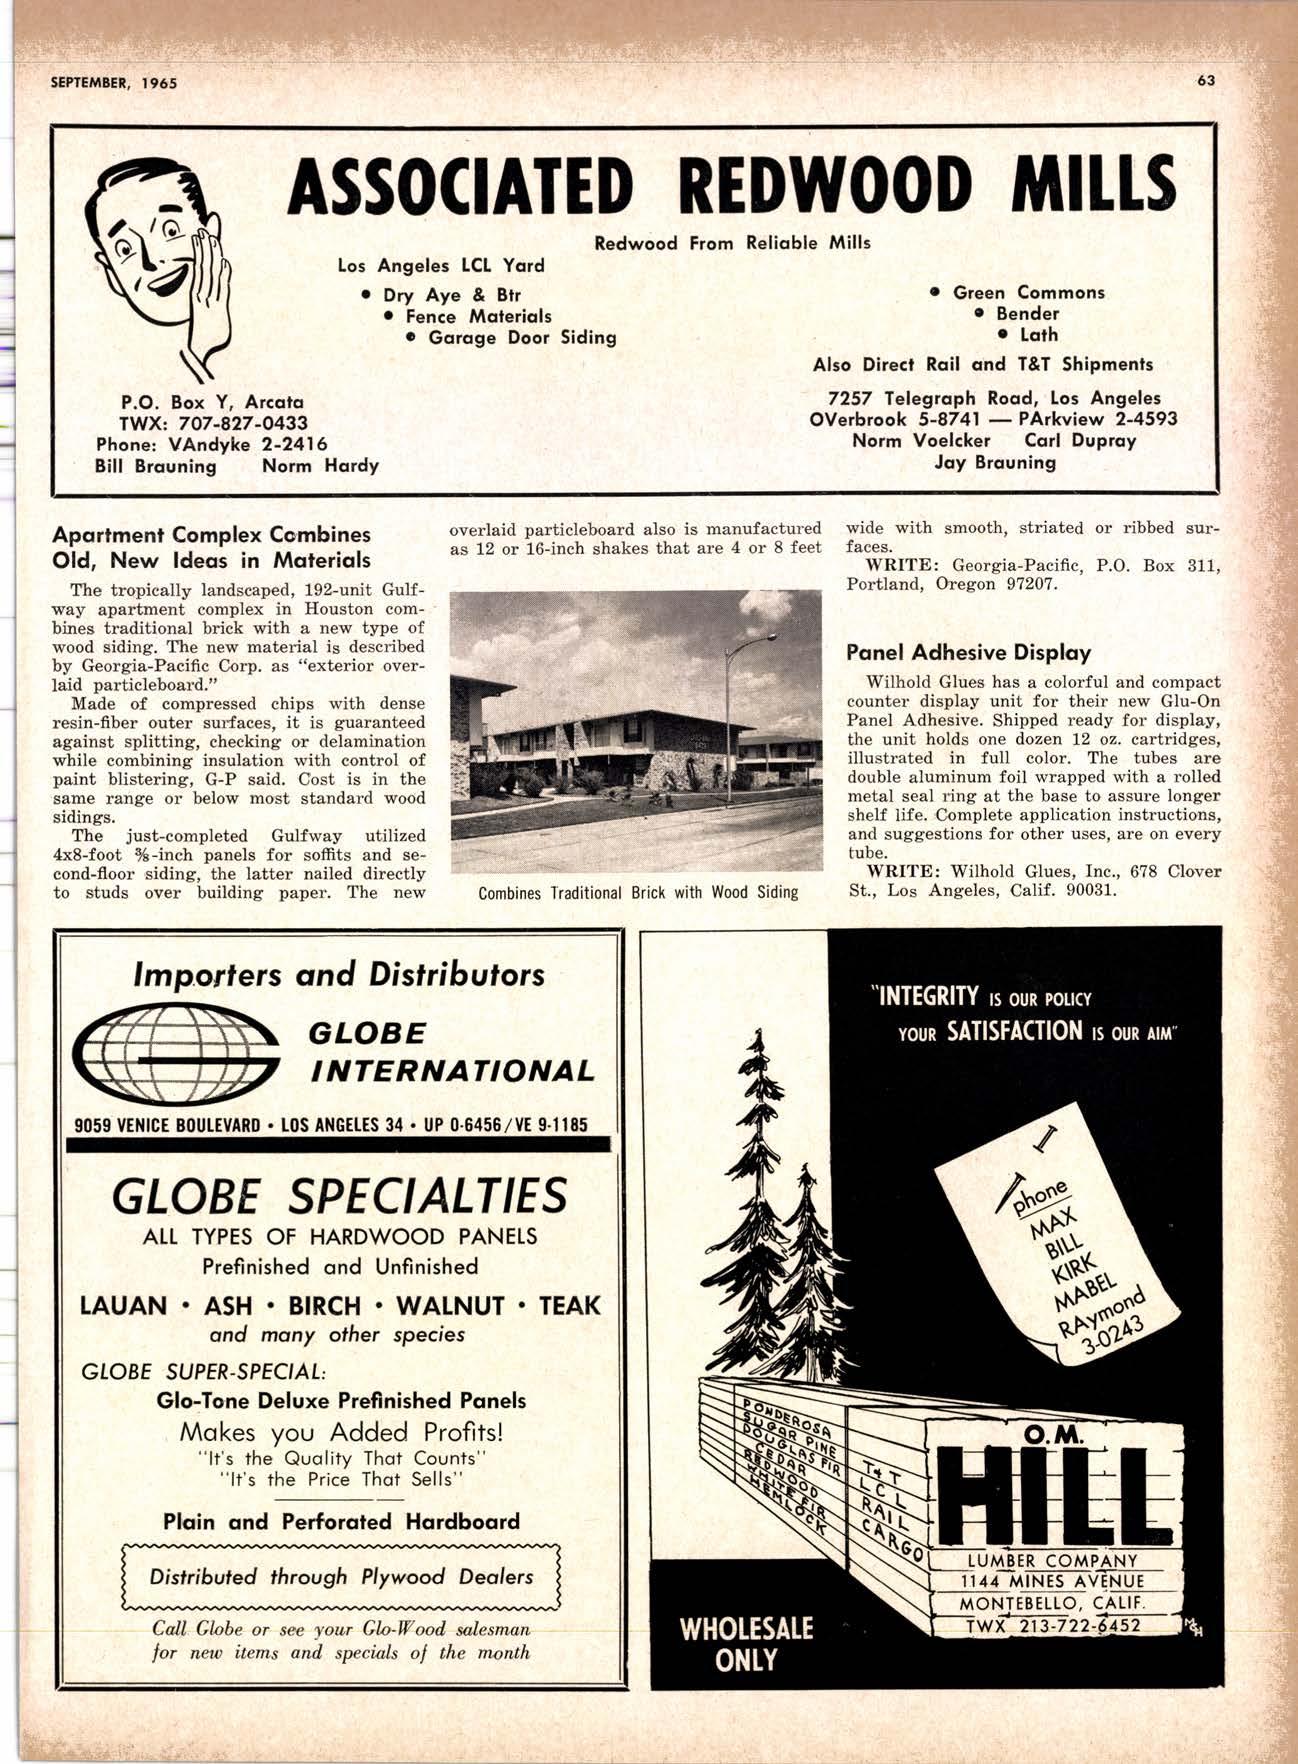 SEPTEMBER, 1965
63
ASSOCIATED REDWOOD MILLS
Redwood From Reliable Mills
Los Angeles LCL Yard
• Dry Aye & Btr
• Fence Materials
• Garage Door Siding
• Green Commons
• Bender
• Lath
Also Direct Rail and T&T Shipments
P.O. Box Y, Arcata
TWX: 707-827-0433
Phone: VAndyke 2-2416
Bill Brauning Norm Hardy
7257 Telegraph Road, Los Angeles
OVerbrook 5-8741 — PArkview 2-4593
Norm Voelcker Carl Dupray
Jay Brauning
Apartment Complex Combines
Old, New Ideas in Materials
The tropically landscaped, 192-unit Gulf-
way apartment complex in Houston com-
bines traditional brick with a new type of
wood siding. The new material is described
by Georgia-Pacific Corp. as "exterior over-
laid particleboard."
Made of compressed chips with dense
resin-fiber outer surfaces, it is guaranteed
against splitting, checking or delamination
while combining insulation with control of
paint blistering, G-P said. Cost is in the
same range or below most standard wood
sidings.
The just-completed Gulfway utilized
4x8-foot ⅝-inch panels for soffits and se-
cond-floor siding, the latter nailed directly
to studs over building paper. The new
overlaid particleboard also is manufactured
as 12 or 16-inch shakes that are 4 or 8 feet
Combines Traditional Brick with Wood Siding
wide with smooth, striated or ribbed sur-
faces.
WRITE: Georgia-Pacific, P.O. Box 311,
Portland, Oregon 97207.
Panel Adhesive Display
Wilhold Glues has a colorful and compact
counter display unit for their new Glu-On
Panel Adhesive. Shipped ready for display,
the unit holds one dozen 12 oz. cartridges,
illustrated in full color. The tubes are
double aluminum foil wrapped with a rolled
metal seal ring at the base to assure longer
shelf life. Complete application instructions,
and suggestions for other uses, are on every
tube.
WRITE: Wilhold Glues, Inc., 678 Clover
St., Los Angeles, Calif. 90031.
Importers and Distributors
GLOBE
INTERNATIONAL
9059 VENICE BOULEVARD • LOS ANGELES 34 • UP 0-6456/VE 9-1185
GLOBE SPECIALTIES
ALL TYPES OF HARDWOOD PANELS
Prefinished and Unfinished
LAUAN • ASH • BIRCH • WALNUT • TEAK
and many other species
GLOBE SUPER-SPECIAL:
Glo-Tone Deluxe Prefinished Panels
Makes you Added Profits!
"It's the Quality That Counts"
"It's the Price That Sells"
Plain and Perforated Hardboard
Distributed through Plywood Dealers
Call Globe or see your Glo-Wood salesman
for new items and specials of the month
"INTEGRITY IS OUR POLICY
YOUR SATISFACTION IS OUR AIM"
phone
MAX
BILL
KIRK
MABEL
RAymond
3-0243
PONDEROSA
SUGAR PINE
DOUGLAS FIR
CEDAR
REDWOOD
WHITE FIR
HEMLOCK
T & T
LCL
RAIL
CARGO
O.M.
HILL
LUMBER COMPANY
1144 MINES AVENUE
MONTEBELLO, CALIF.
TWX 213-722-6452
WHOLESALE
ONLY